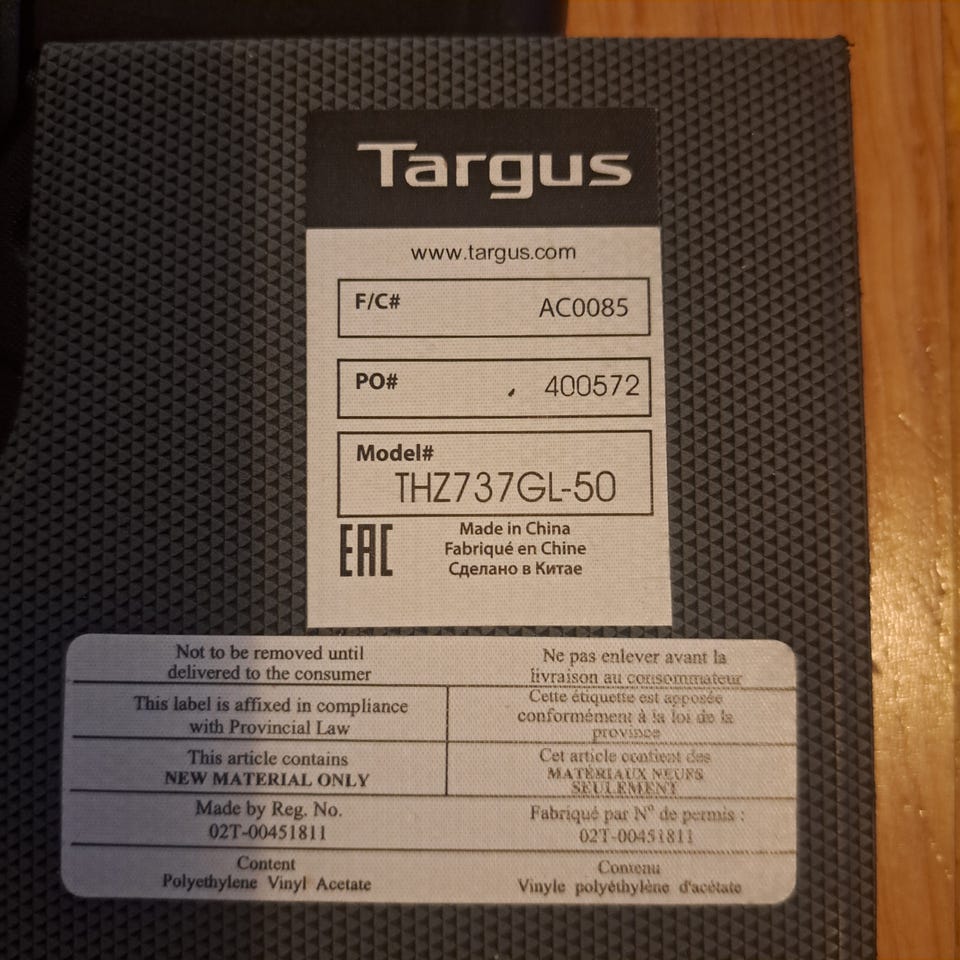 Targus
www.targus.com
F/C# AC0085
PO# 400572
Model#
THZ737GL-50
EAC
Made in China
Fabriqué en Chine
Сделано в Китае
Not to be removed until
delivered to the consumer
Ne pas enlever avant la
livraison au consommateur
This label is affixed in compliance
with Provincial Law
Cette étiquette est apposée
conformément à la loi de la
province
This article contains
NEW MATERIAL ONLY
Cet article contient des
MATÉRIAUX NEUFS
SEULEMENT
Made by Reg. No.
02T-00451811
Fabriqué par Nº de permis :
02T-00451811
Content
Polyethylene Vinyl Acetate
Contenu
Vinyle polyéthylène d'acétate